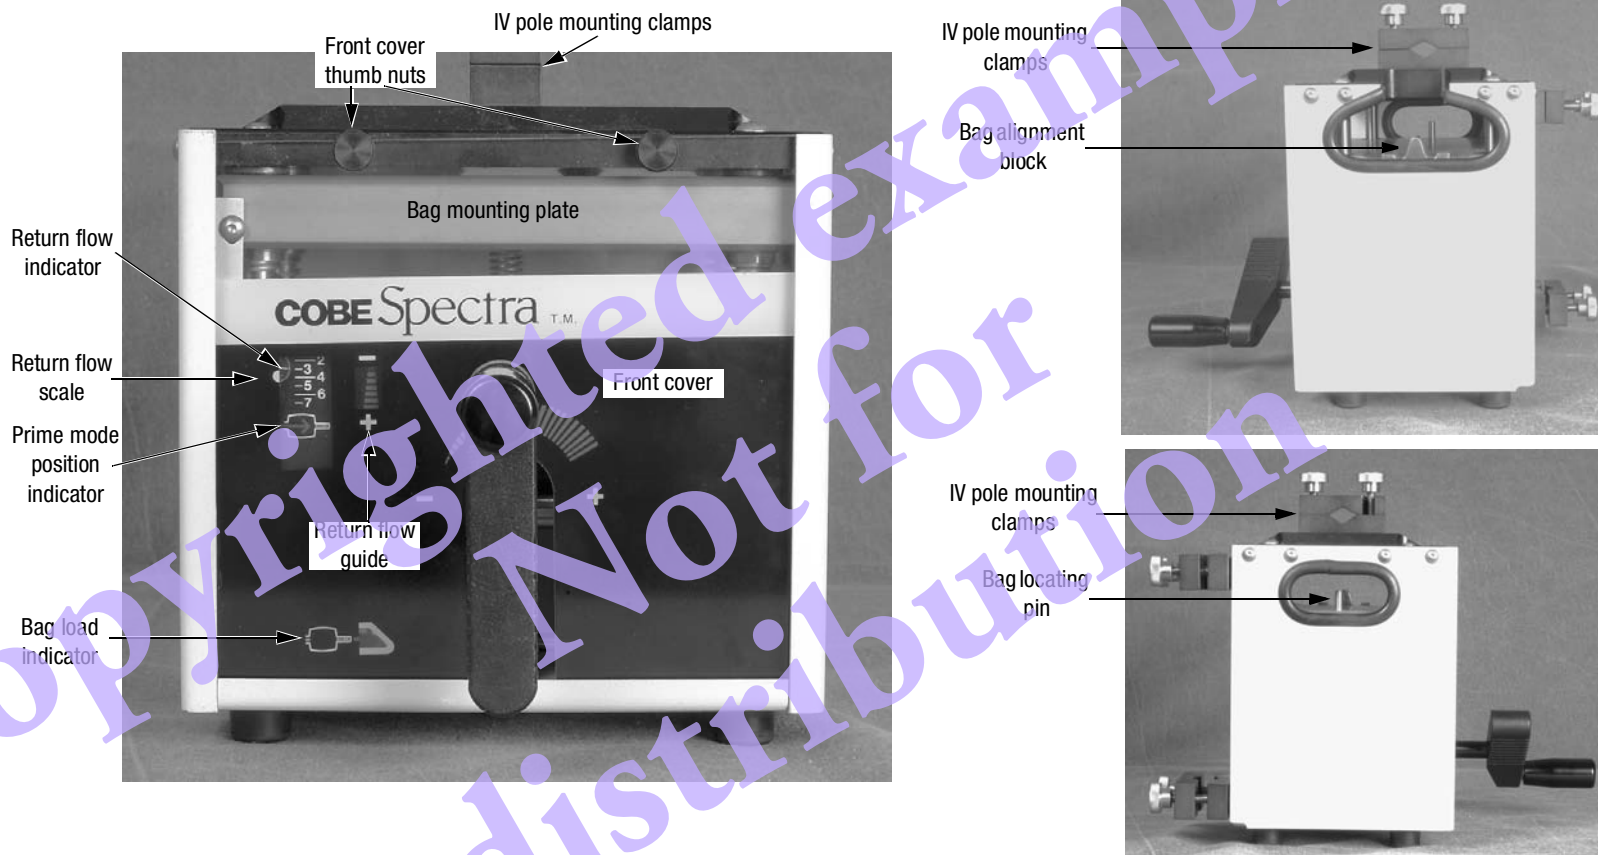 IV pole mounting clamps
Front cover
thumb nuts
Bag mounting plate
Return flow
indicator
COBE Spectra T.M.
Return flow
scale
2
-3
4
-5
6
-7
Front cover
Prime mode
position
indicator
Return flow
guide
Bag load
indicator
IV pole mounting
clamps
Bag alignment
block
IV pole mounting
clamps
Bag locating
pin
opyrighted exampl
Not for
distribution